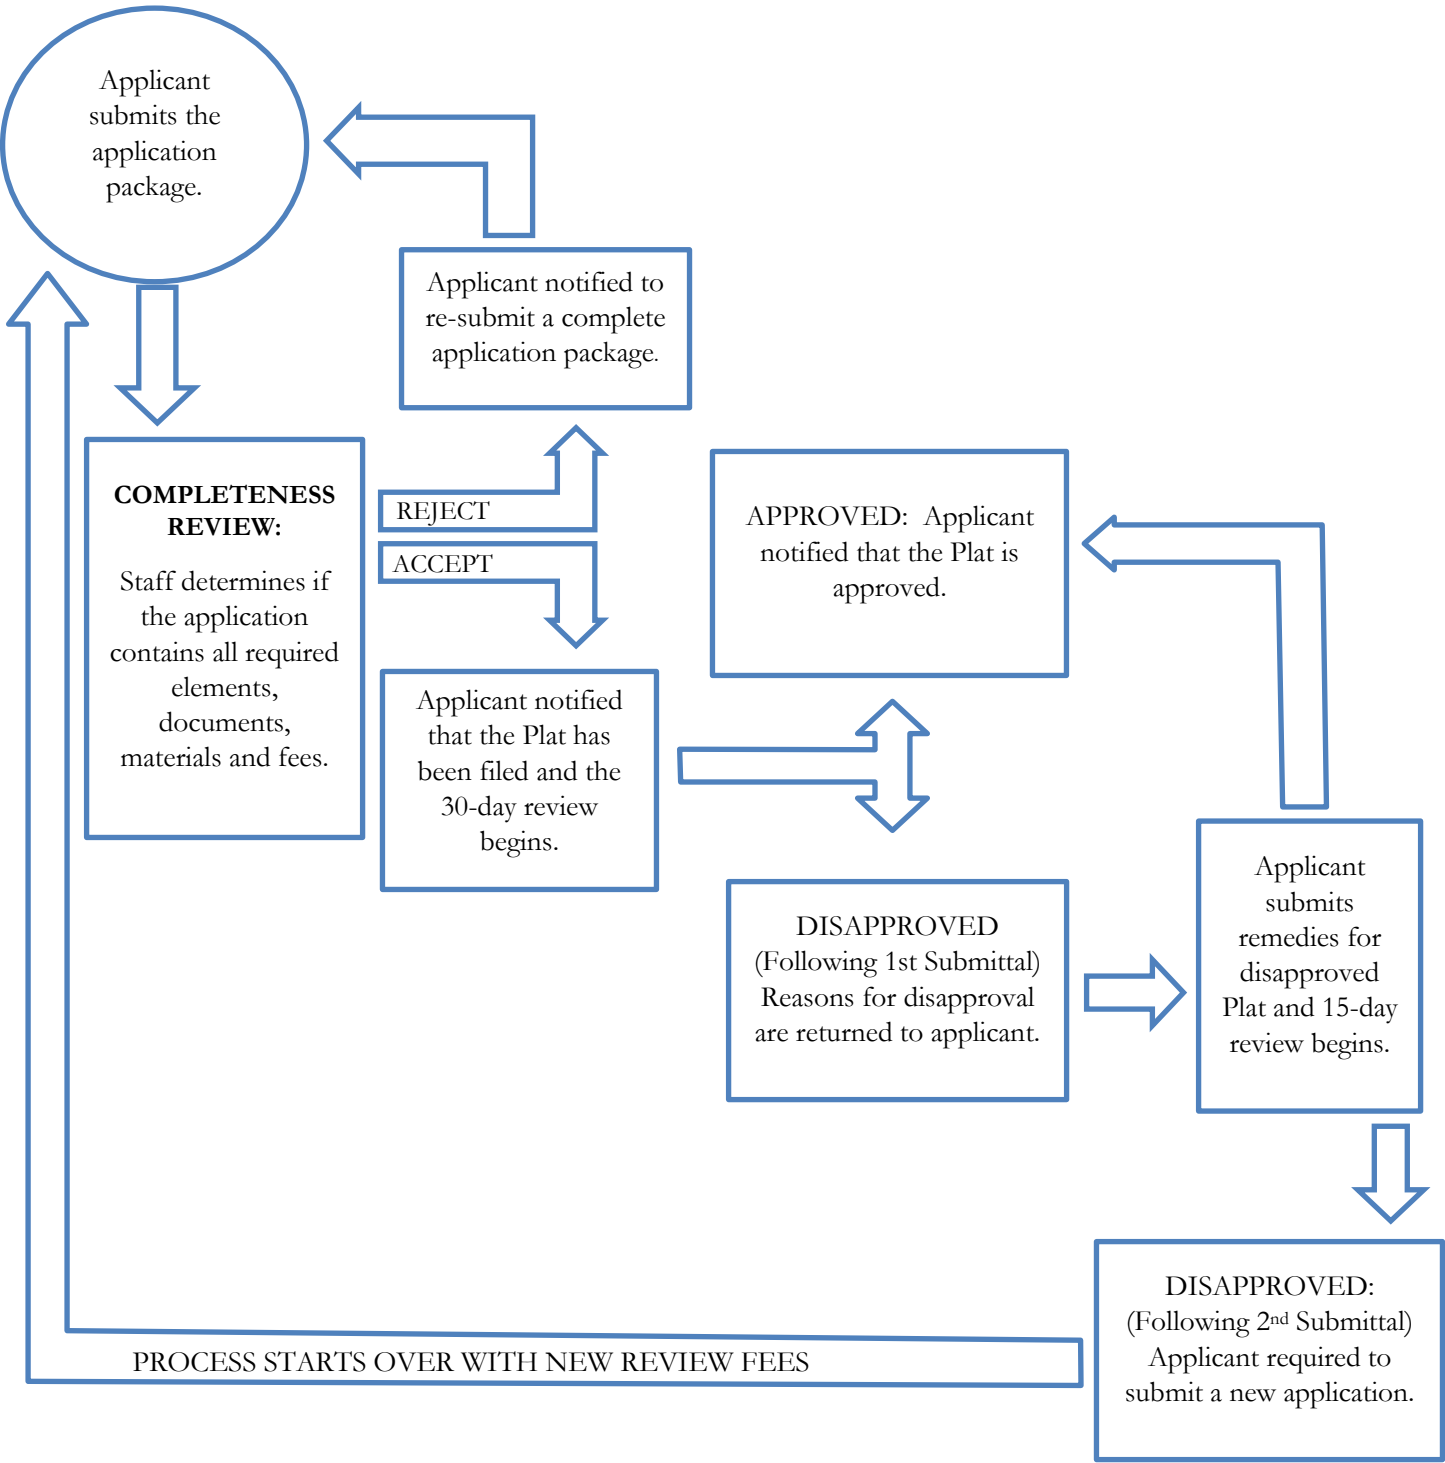 Applicant
submits the
application
package.
Applicant notified to
re-submit a complete
application package.
COMPLETENESS
REVIEW:
Staff determines if
the application
contains all required
elements,
documents,
materials and fees.
REJECT
ACCEPT
Applicant notified
that the Plat has
been filed and the
30-day review
begins.
APPROVED: Applicant
notified that the Plat is
approved.
DISAPPROVED
(Following 1st Submittal)
Reasons for disapproval
are returned to applicant.
Applicant
submits
remedies for
disapproved
Plat and 15-day
review begins.
DISAPPROVED:
(Following 2nd Submittal)
Applicant required to
submit a new application.
PROCESS STARTS OVER WITH NEW REVIEW FEES